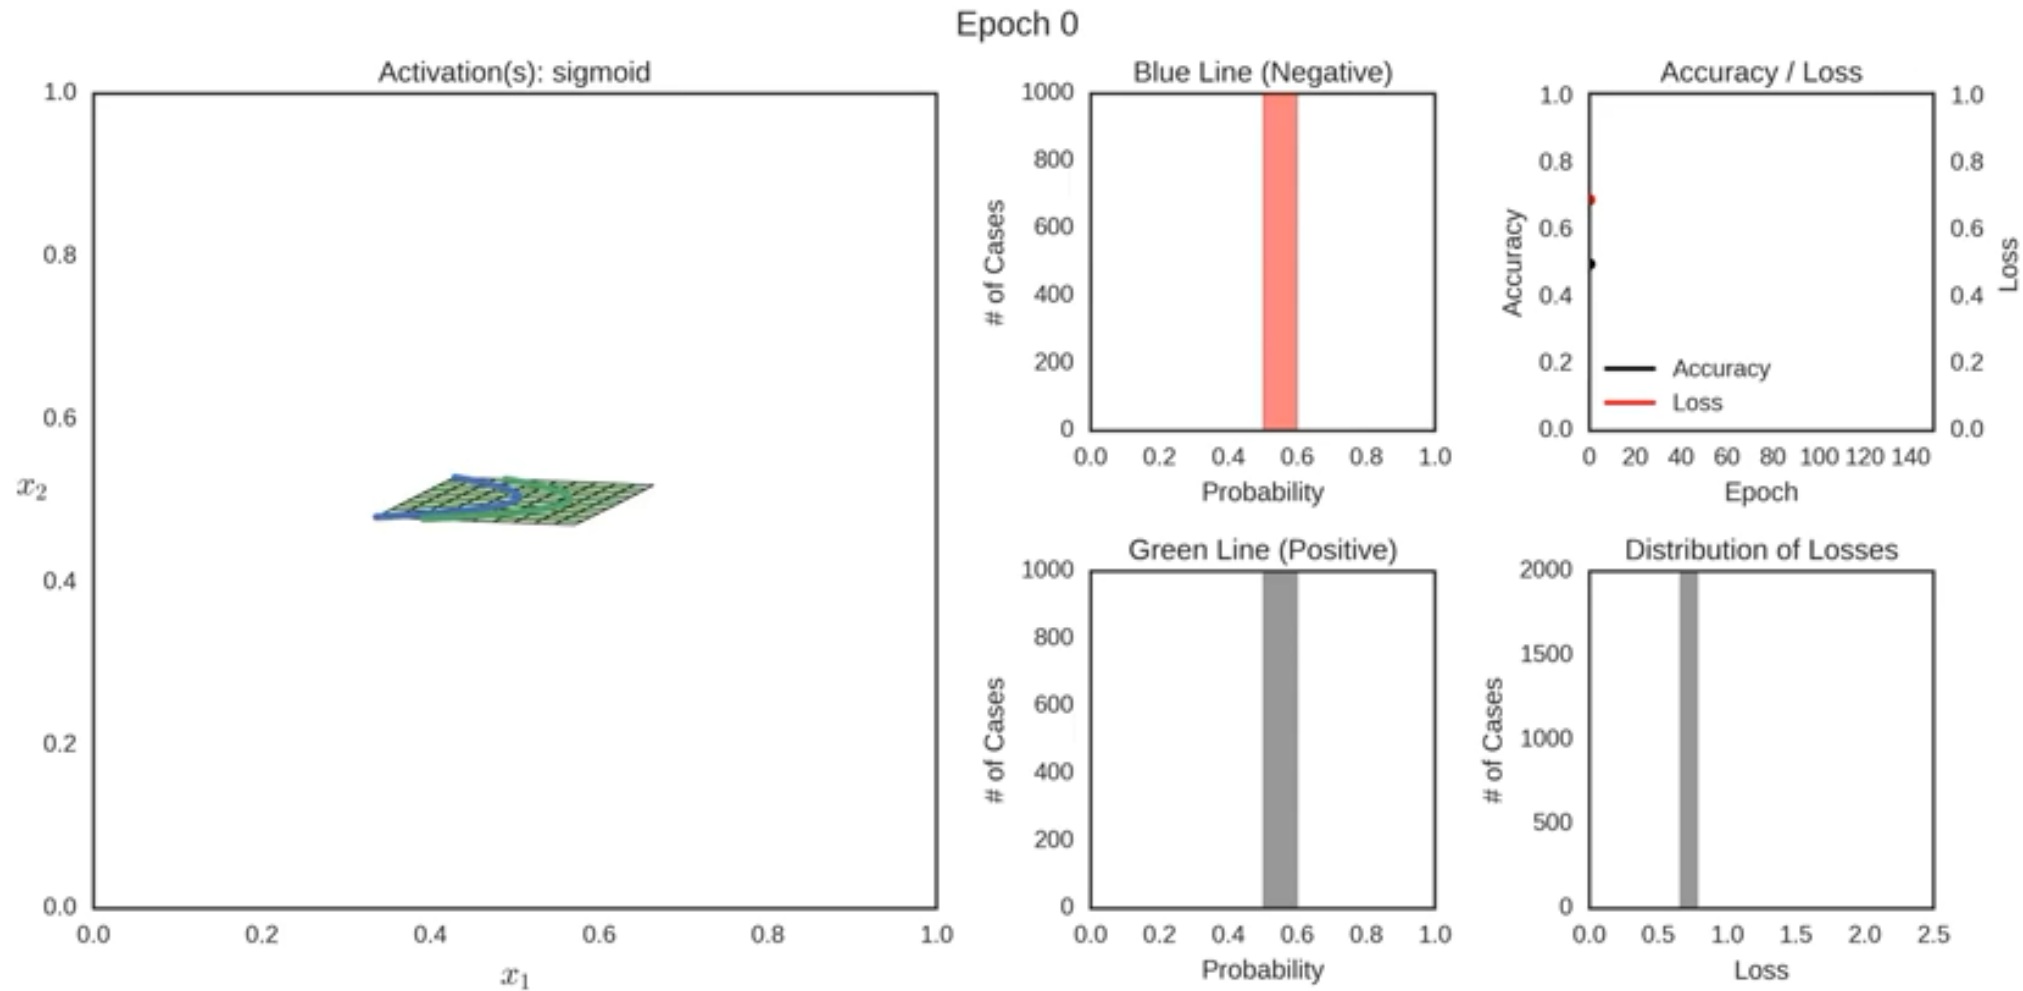 Epoch 0
Activation(s): sigmoid
1.0
0.8
0.6
0.4
0.2
0.0
x₂
0.0 0.2 0.4 0.6 0.8 1.0
x₁
Blue Line (Negative)
1000
800
600
400
200
0
# of Cases
0.0 0.2 0.4 0.6 0.8 1.0
Probability
Accuracy / Loss
1.0
0.8
0.6
0.4
0.2
0.0
Accuracy
Accuracy
Loss
1.0
0.8
0.6
0.4
0.2
0.0
Loss
0 20 40 60 80 100 120 140
Epoch
Green Line (Positive)
1000
800
600
400
200
0
# of Cases
0.0 0.2 0.4 0.6 0.8 1.0
Probability
Distribution of Losses
2000
1500
1000
500
0
# of Cases
0.0 0.5 1.0 1.5 2.0 2.5
Loss